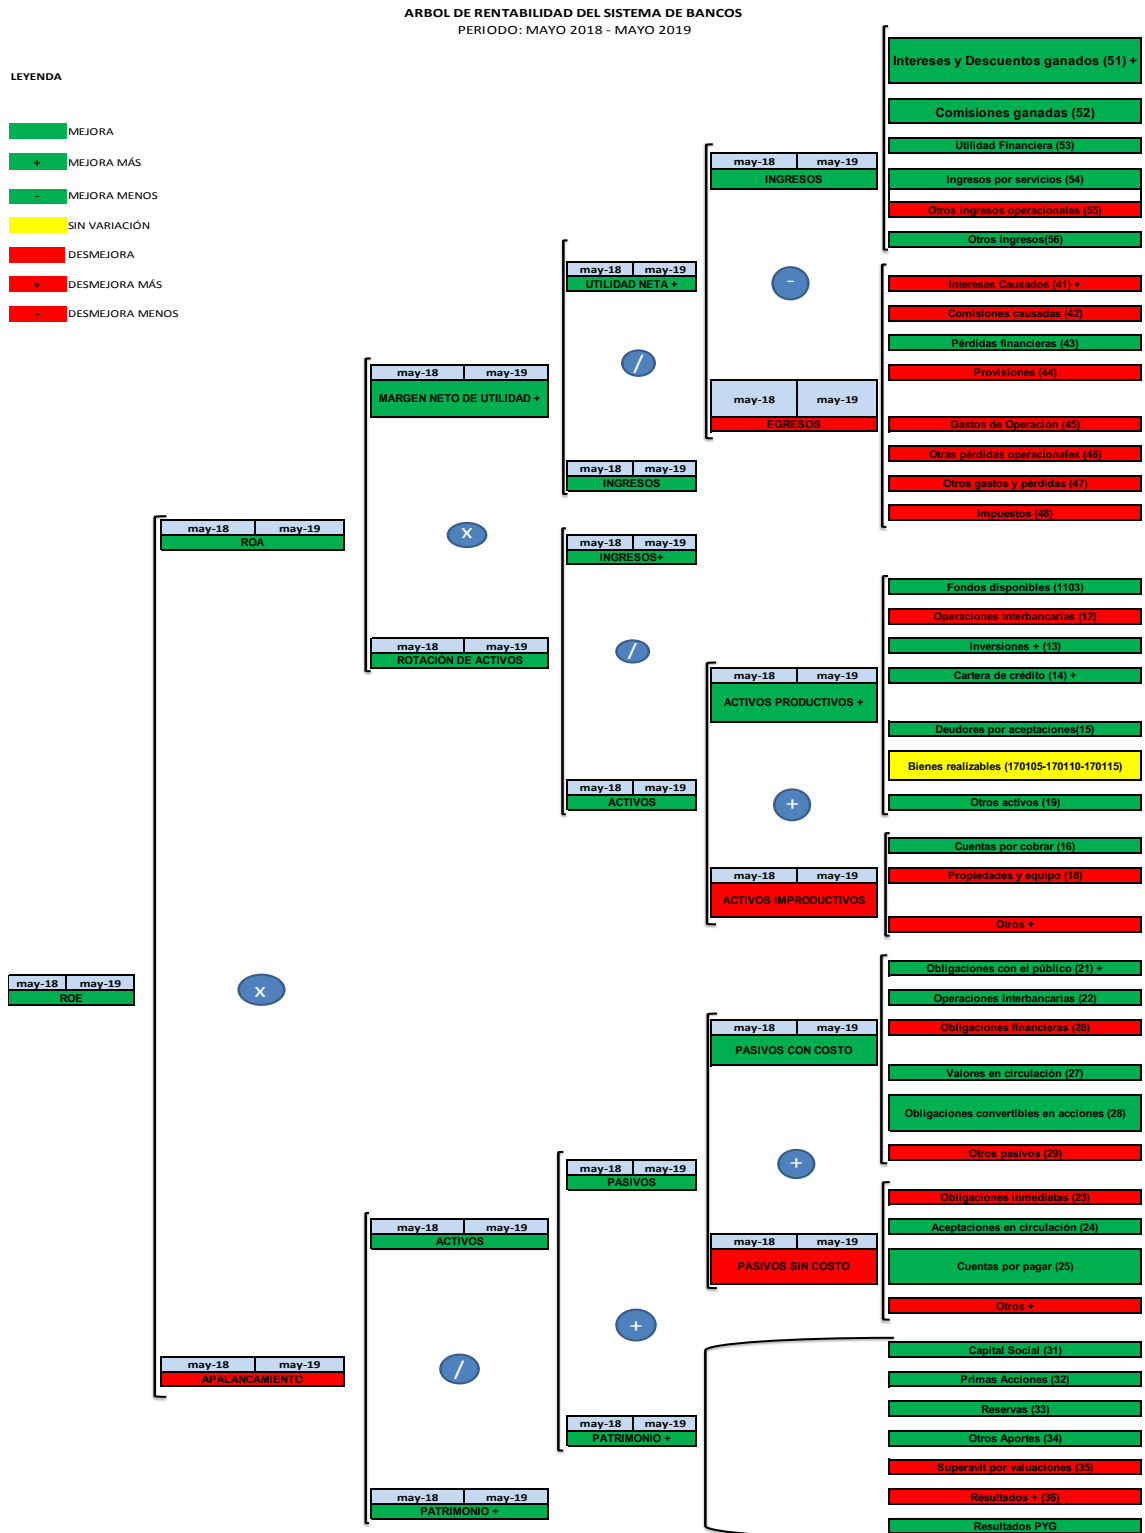 ARBOL DE RENTABILIDAD DEL SISTEMA DE BANCOS
PERIODO: MAYO 2018 - MAYO 2019
LEYENDA
MEJORA
+ MEJORA MÁS
- MEJORA MENOS
SIN VARIACIÓN
DESMEJORA
+ DESMEJORA MÁS
- DESMEJORA MENOS
may-18 may-19
ROE
x
may-18 may-19
ROA
may-18 may-19
APALANCAMIENTO
may-18 may-19
MARGEN NETO DE UTILIDAD +
x
may-18 may-19
ROTACIÓN DE ACTIVOS
may-18 may-19
ACTIVOS
/
may-18 may-19
PATRIMONIO +
may-18 may-19
UTILIDAD NETA +
/
may-18 may-19
INGRESOS
may-18 may-19
INGRESOS+
/
may-18 may-19
ACTIVOS
may-18 may-19
PASIVOS
+
may-18 may-19
PATRIMONIO +
may-18 may-19
INGRESOS
-
may-18 may-19
EGRESOS
may-18 may-19
ACTIVOS PRODUCTIVOS +
+
may-18 may-19
ACTIVOS IMPRODUCTIVOS
may-18 may-19
PASIVOS CON COSTO
+
may-18 may-19
PASIVOS SIN COSTO
Intereses y Descuentos ganados (51) +
Comisiones ganadas (52)
Utilidad Financiera (53)
Ingresos por servicios (54)
Otros ingresos operacionales (55)
Otros ingresos(56)
Intereses Causados (41) +
Comisiones causadas (42)
Pérdidas financieras (43)
Provisiones (44)
Gastos de Operación (45)
Otras pérdidas operacionales (46)
Otros gastos y pérdidas (47)
Impuestos (48)
Fondos disponibles (1103)
Operaciones Interbancarias (12)
Inversiones + (13)
Cartera de crédito (14) +
Deudores por aceptaciones(15)
Bienes realizables (170105-170110-170115)
Otros activos (19)
Cuentas por cobrar (16)
Propiedades y equipo (18)
Otros +
Obligaciones con el público (21) +
Operaciones Interbancarias (22)
Obligaciones financieras (26)
Valores en circulación (27)
Obligaciones convertibles en acciones (28)
Otros pasivos (29)
Obligaciones inmediatas (23)
Aceptaciones en circulación (24)
Cuentas por pagar (25)
Otros +
Capital Social (31)
Primas Acciones (32)
Reservas (33)
Otros Aportes (34)
Superavit por valuaciones (35)
Resultados + (36)
Resultados PYG